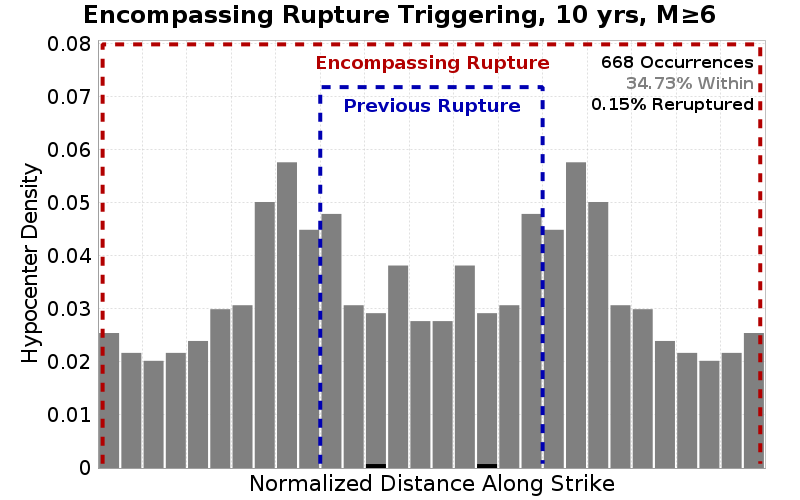 Encompassing Rupture Triggering, 10 yrs, M≥6
0.08
Encompassing Rupture
668 Occurrences
34.73% Within
0.07
Previous Rupture
0.15% Reruptured
0.06
0.05
0.04
0.03
0.02
0.01
0
Hypocenter Density
Normalized Distance Along Strike